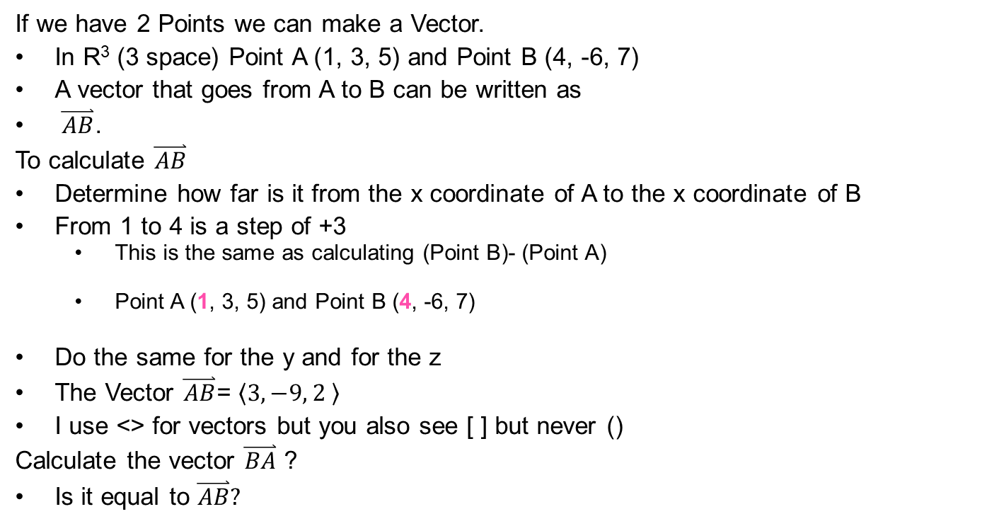 If we have 2 Points we can make a Vector.
• In R³ (3 space) Point A (1, 3, 5) and Point B (4, -6, 7)
• A vector that goes from A to B can be written as
• $\overrightarrow{AB}$.
To calculate $\overrightarrow{AB}$
• Determine how far is it from the x coordinate of A to the x coordinate of B
• From 1 to 4 is a step of +3
• This is the same as calculating (Point B)- (Point A)
• Point A (1, 3, 5) and Point B (4, -6, 7)
• Do the same for the y and for the z
• The Vector $\overrightarrow{AB}$= ⟨3, −9, 2 ⟩
• I use <> for vectors but you also see [ ] but never ()
Calculate the vector $\overrightarrow{BA}$ ?
• Is it equal to $\overrightarrow{AB}$?